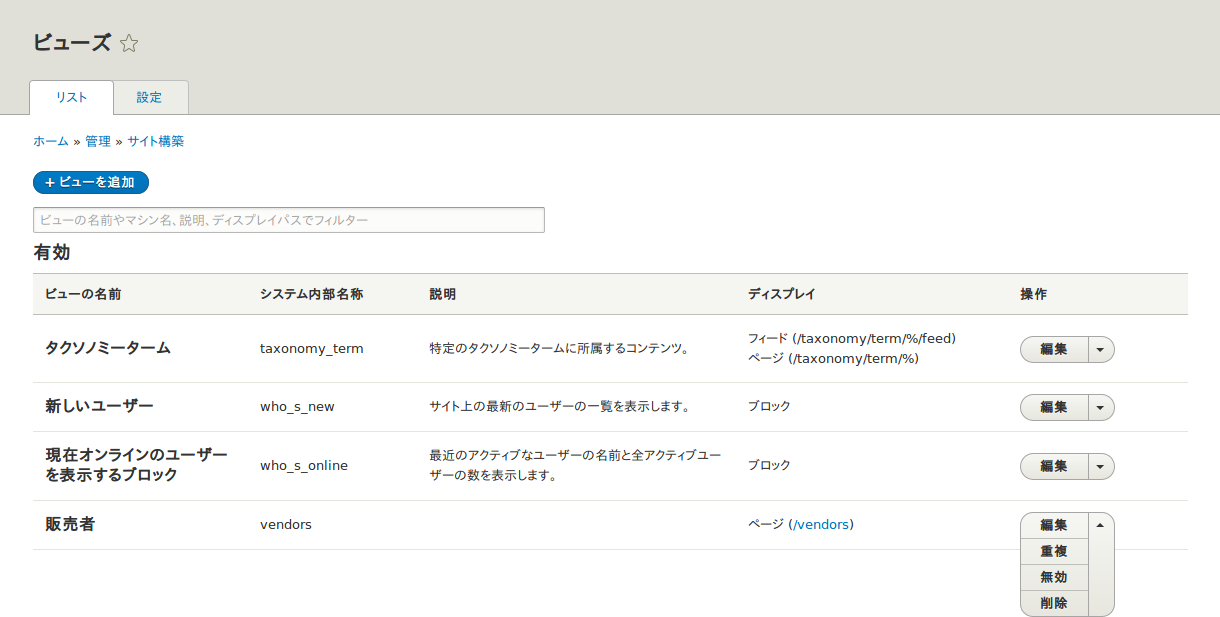 ビューズ
リスト 設定
ホーム » 管理 » サイト構築
+ ビューを追加
ビューの名前やマシン名、説明、ディスプレイパスでフィルター
有効
ビューの名前 システム内部名称 説明 ディスプレイ 操作
タクソノミーターム taxonomy_term 特定のタクソノミータームに所属するコンテンツ。 フィード (/taxonomy/term/%/feed) 編集
ページ (/taxonomy/term/%)
新しいユーザー who_s_new サイト上の最新のユーザーの一覧を表示します。 ブロック 編集
現在オンラインのユーザー who_s_online 最近のアクティブなユーザーの名前と全アクティブユー ブロック 編集
を表示するブロック ザーの数を表示します。
販売者 vendors ページ (/vendors) 編集
重複
無効
削除